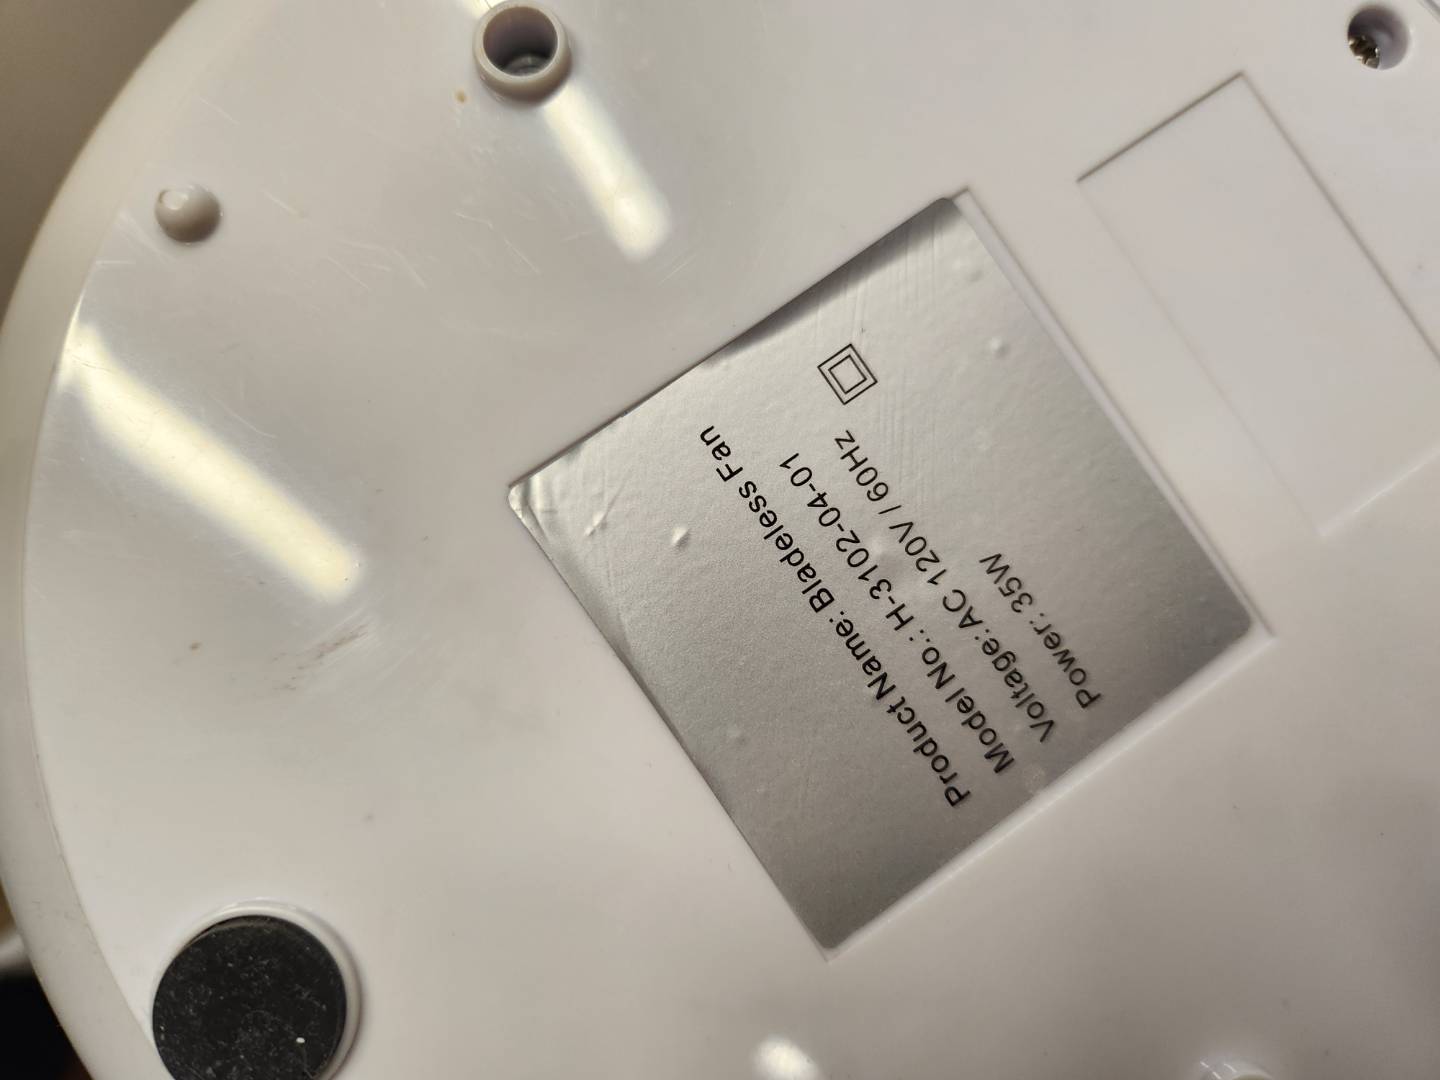 Product Name: Bladeless Fan
Model No.: H-3102-04-01
Voltage: AC 120V / 60Hz
Power: 35W